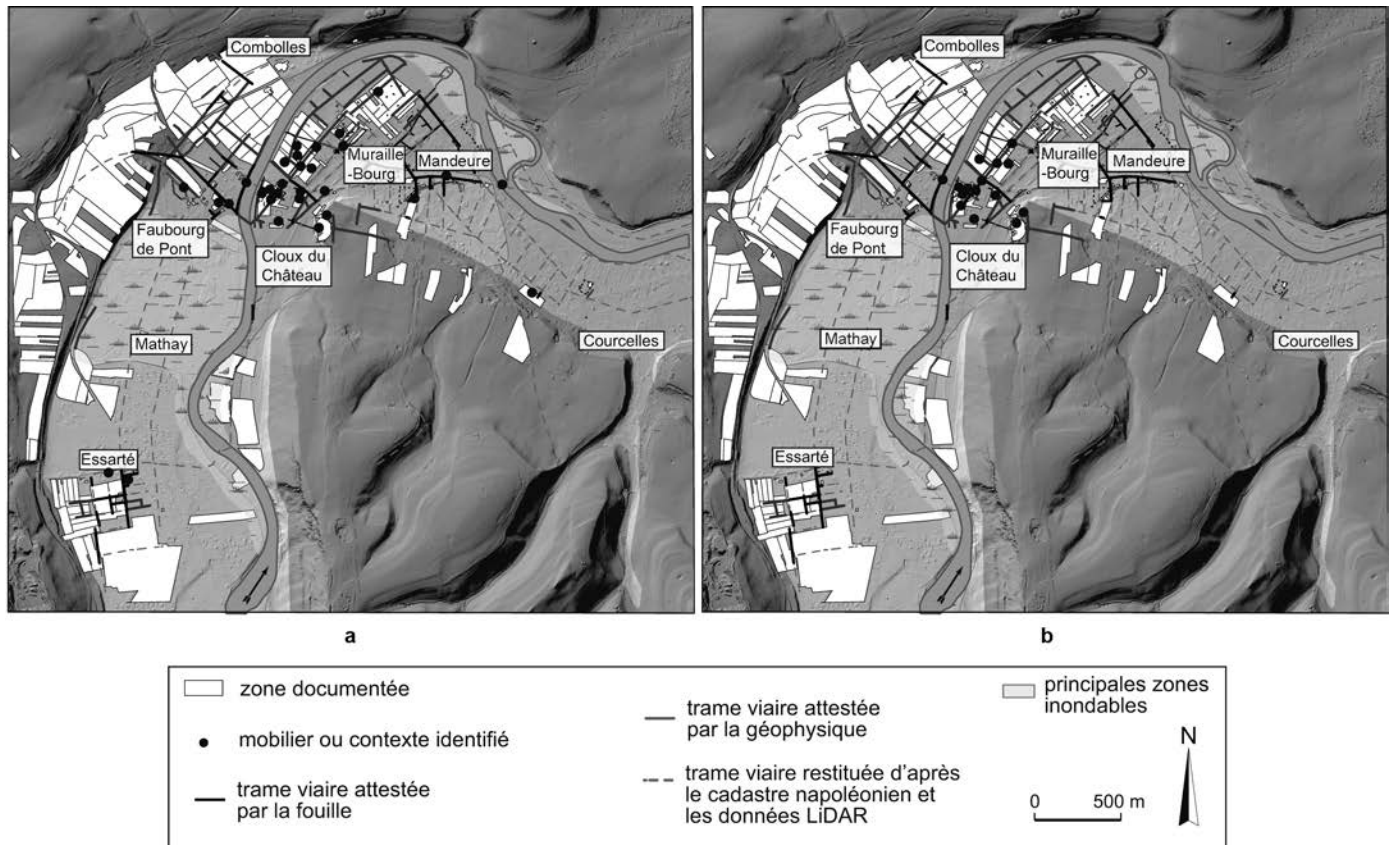 Combolles
Muraille
-Bourg
Mandeure
Faubourg
de Pont
Cloux du
Château
Mathay
Courcelles
Essarté
a
Combolles
Muraille
-Bourg
Mandeure
Faubourg
de Pont
Cloux du
Château
Mathay
Courcelles
Essarté
b
zone documentée
mobilier ou contexte identifié
trame viaire attestée
par la fouille
trame viaire attestée
par la géophysique
trame viaire restituée d'après
le cadastre napoléonien et
les données LiDAR
principales zones
inondables
N
0 500 m